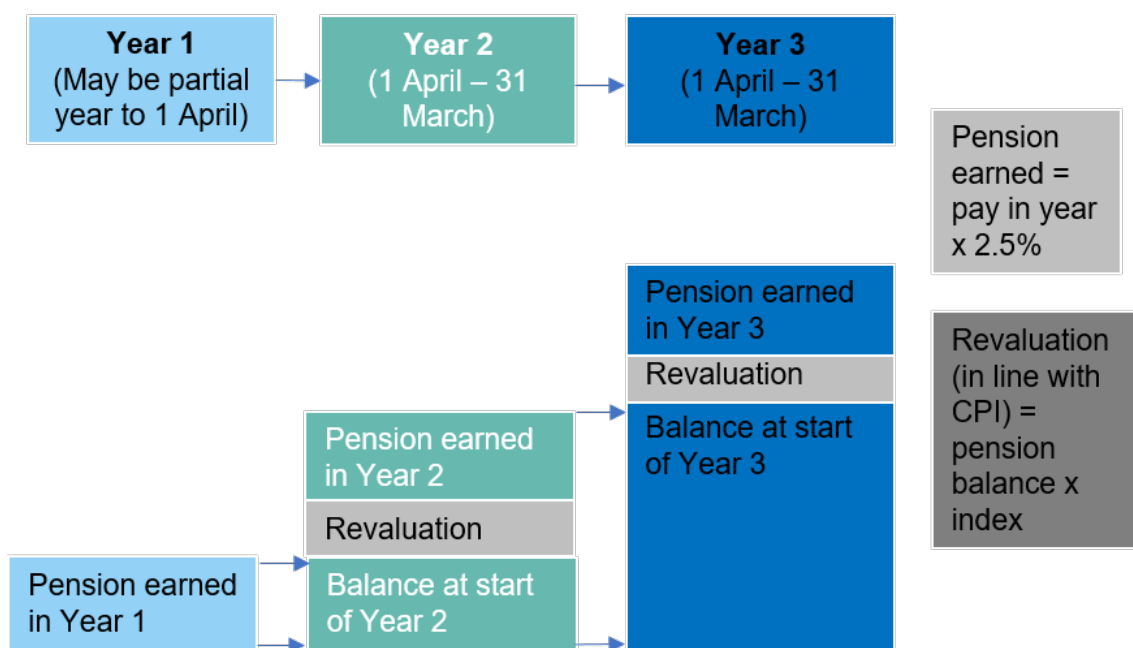 Year 1
(May be partial
year to 1 April)
Year 2
(1 April – 31
March)
Year 3
(1 April – 31
March)
Pension
earned =
pay in year
x 2.5%
Pension earned
in Year 3
Revaluation
Balance at start
of Year 3
Revaluation
(in line with
CPI) =
pension
balance x
index
Pension earned
in Year 2
Revaluation
Balance at start
of Year 2
Pension earned
in Year 1